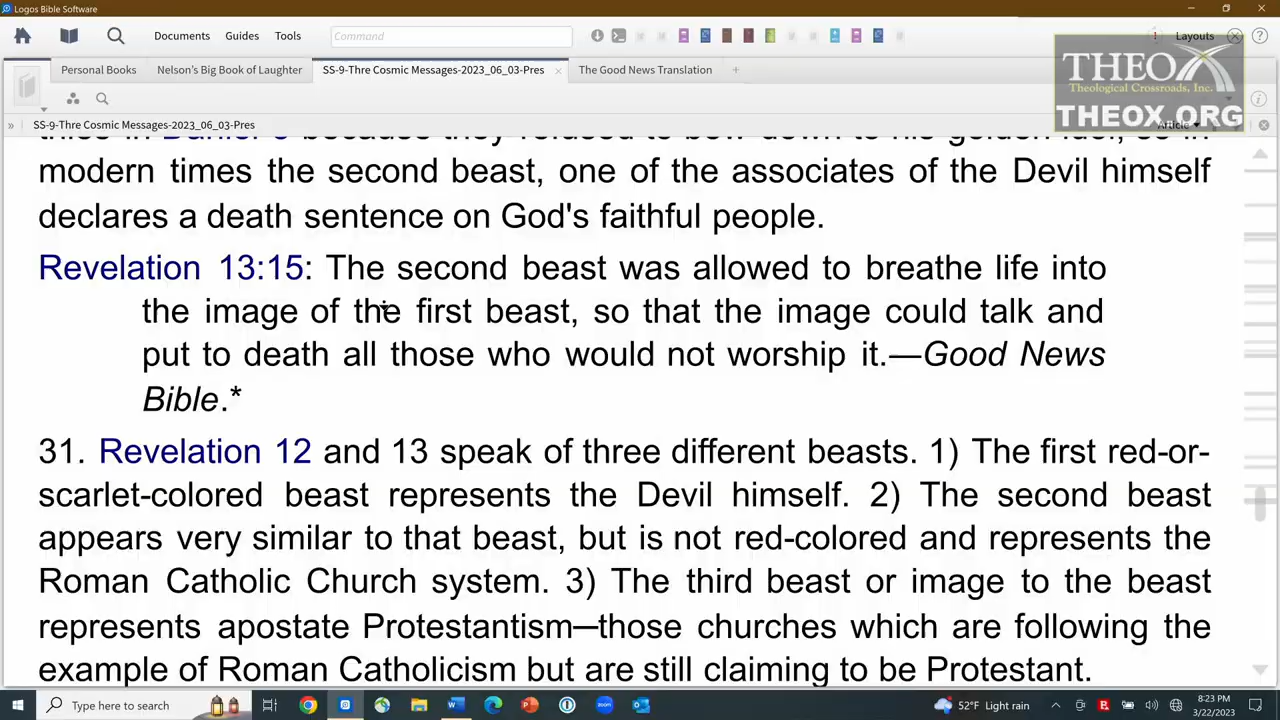 Logos Bible Software
Documents Guides Tools Command Layouts
Personal Books Nelson's Big Book of Laughter SS-9-Thre Cosmic Messages-2023_06_03-Pres The Good News Translation
THEOX
Theological Crossroads, Inc.
THEOX.ORG
SS-9-Thre Cosmic Messages-2023_06_03-Pres Article
modern times the second beast, one of the associates of the Devil himself
declares a death sentence on God's faithful people.
Revelation 13:15: The second beast was allowed to breathe life into
the image of the first beast, so that the image could talk and
put to death all those who would not worship it.—Good News
Bible.*
31. Revelation 12 and 13 speak of three different beasts. 1) The first red-or-
scarlet-colored beast represents the Devil himself. 2) The second beast
appears very similar to that beast, but is not red-colored and represents the
Roman Catholic Church system. 3) The third beast or image to the beast
represents apostate Protestantism—those churches which are following the
example of Roman Catholicism but are still claiming to be Protestant.
Type here to search 52°F Light rain 8:23 PM
3/22/2023